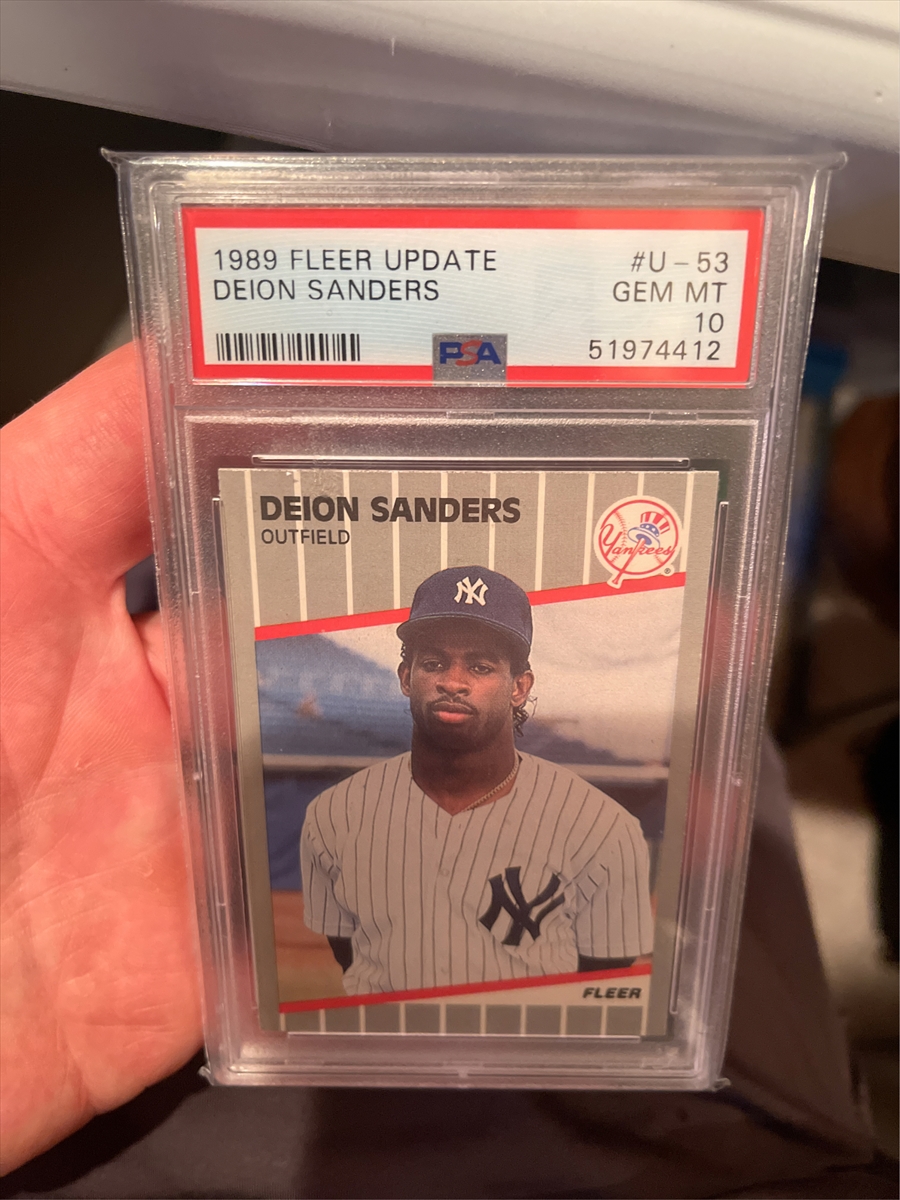 1989 FLEER UPDATE #U-53
DEION SANDERS GEM MT
10
PSA 51974412
DEION SANDERS
OUTFIELD
Yankees
®
NY
NY
FLEER